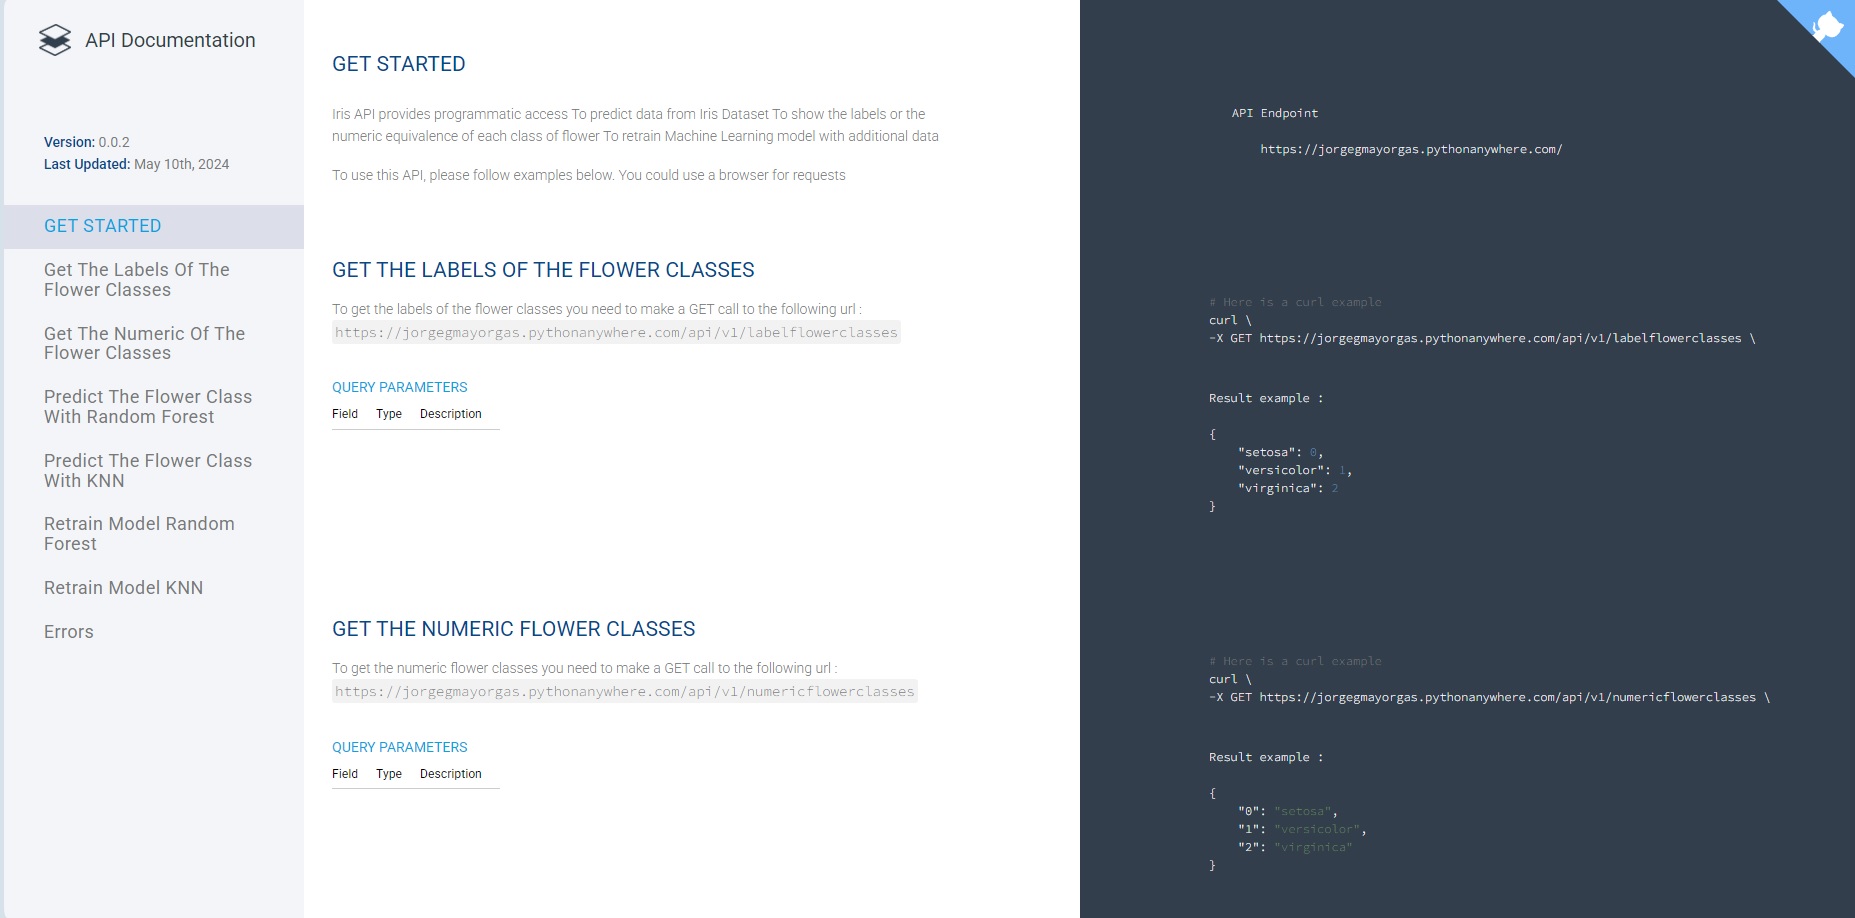 API Documentation
Version: 0.0.2
Last Updated: May 10th, 2024
GET STARTED
Get The Labels Of The
Flower Classes
Get The Numeric Of The
Flower Classes
Predict The Flower Class
With Random Forest
Predict The Flower Class
With KNN
Retrain Model Random
Forest
Retrain Model KNN
Errors
GET STARTED
Iris API provides programmatic access To predict data from Iris Dataset To show the labels or the
numeric equivalence of each class of flower To retrain Machine Learning model with additional data
To use this API, please follow examples below. You could use a browser for requests
GET THE LABELS OF THE FLOWER CLASSES
To get the labels of the flower classes you need to make a GET call to the following url :
https://jorgegmayorgas.pythonanywhere.com/api/v1/labelflowerclasses
QUERY PARAMETERS
Field Type Description
GET THE NUMERIC FLOWER CLASSES
To get the numeric flower classes you need to make a GET call to the following url :
https://jorgegmayorgas.pythonanywhere.com/api/v1/numericflowerclasses
QUERY PARAMETERS
Field Type Description
API Endpoint
https://jorgegmayorgas.pythonanywhere.com/
# Here is a curl example
curl \
-X GET https://jorgegmayorgas.pythonanywhere.com/api/v1/labelflowerclasses \
Result example :
{
"setosa": 0,
"versicolor": 1,
"virginica": 2
}
# Here is a curl example
curl \
-X GET https://jorgegmayorgas.pythonanywhere.com/api/v1/numericflowerclasses \
Result example :
{
"0": "setosa",
"1": "versicolor",
"2": "virginica"
}